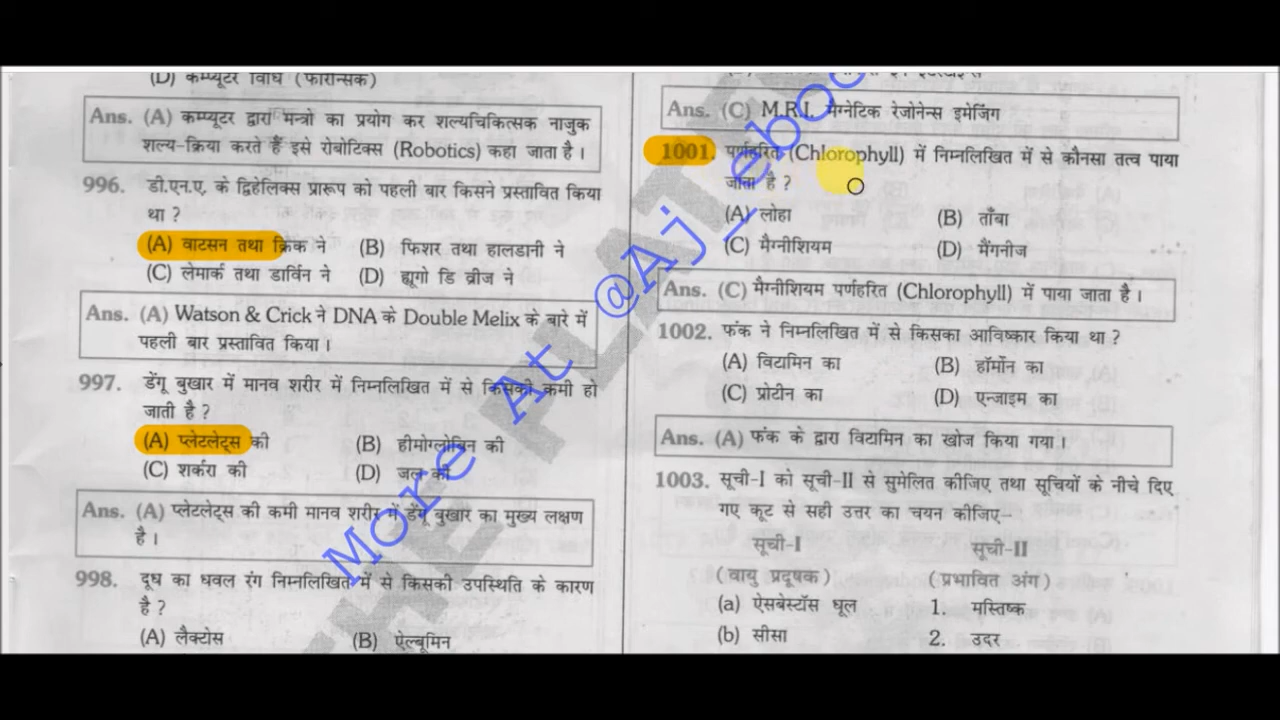 (D) कम्प्यूटर विधि (फोरेन्सिक)
Ans. (A) कम्प्यूटर द्वारा मन्त्रो का प्रयोग कर शल्यचिकित्सक नाजुक
शल्य-क्रिया करते हैं इसे रोबोटिक्स (Robotics) कहा जाता है।
996. डी.एन.ए. के द्विहेलिक्स प्रारूप को पहली बार किसने प्रस्तावित किया
था ?
(A) वाटसन तथा क्रिक ने (B) फिशर तथा हालडानी ने
(C) लेमार्क तथा डार्विन ने (D) ह्यूगो डि व्रीज ने
Ans. (A) Watson & Crick ने DNA के Double Melix के बारे में
पहली बार प्रस्तावित किया।
997. डेंगू बुखार में मानव शरीर में निम्नलिखित में से किसकी कमी हो
जाती है ?
(A) प्लेटलेट्स की (B) हीमोग्लोबिन की
(C) शर्करा की (D) जल की
Ans. (A) प्लेटलेट्स की कमी मानव शरीर में डेंगू बुखार का मुख्य लक्षण
है।
998. दूध का धवल रंग निम्नलिखित में से किसकी उपस्थिति के कारण
है ?
(A) लैक्टोस (B) ऐल्बूमिन
Ans. (C) M.R.I. मैग्नेटिक रेजोनेन्स इमेजिंग
1001. पर्णहरित (Chlorophyll) में निम्नलिखित में से कौनसा तत्व पाया
जाता है ?
(A) लोहा (B) ताँबा
(C) मैग्नीशियम (D) मैंगनीज
Ans. (C) मैग्नीशियम पर्णहरित (Chlorophyll) में पाया जाता है।
1002. फंक ने निम्नलिखित में से किसका आविष्कार किया था ?
(A) विटामिन का (B) हॉर्मोन का
(C) प्रोटीन का (D) एन्जाइम का
Ans. (A) फंक के द्वारा विटामिन का खोज किया गया।
1003. सूची-I को सूची-II से सुमेलित कीजिए तथा सूचियों के नीचे दिए
गए कूट से सही उत्तर का चयन कीजिए-
सूची-I सूची-II
(वायु प्रदूषक) (प्रभावित अंग)
(a) ऐसबेस्टॉस धूल 1. मस्तिष्क
(b) सीसा 2. उदर
More At @Aj_ebo